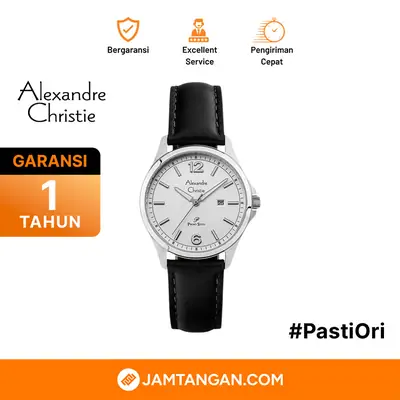 Bergaransi
Excellent
Service
Pengiriman
Cepat
Alexandre
Christie
GARANSI
1
TAHUN
Alexandre
Christie
12
6
#PastiOri
JAMTANGAN.COM